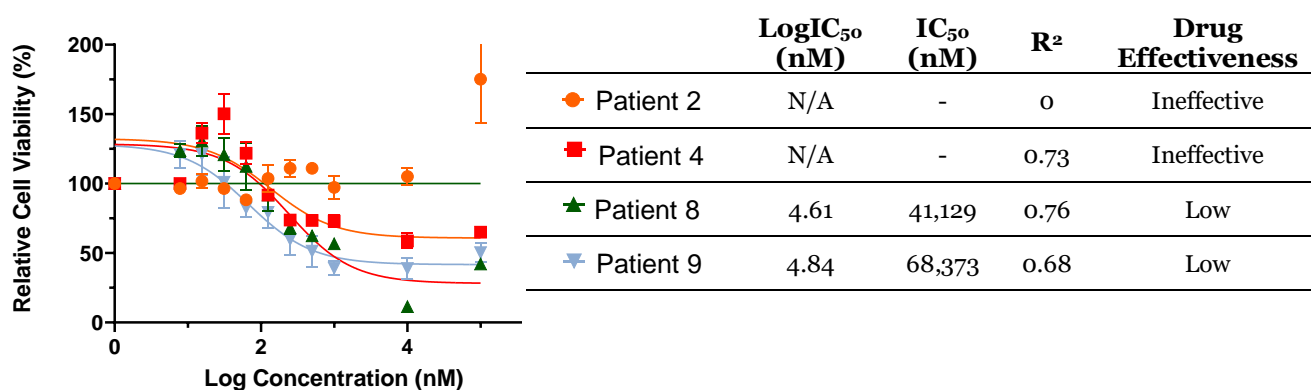 Relative Cell Viability (%)
200
150
100
50
0
0
2
4
Log Concentration (nM)
LogIC₅₀ (nM)
IC₅₀ (nM)
R²
Drug Effectiveness
Patient 2 N/A - 0 Ineffective
Patient 4 N/A - 0.73 Ineffective
Patient 8 4.61 41,129 0.76 Low
Patient 9 4.84 68,373 0.68 Low